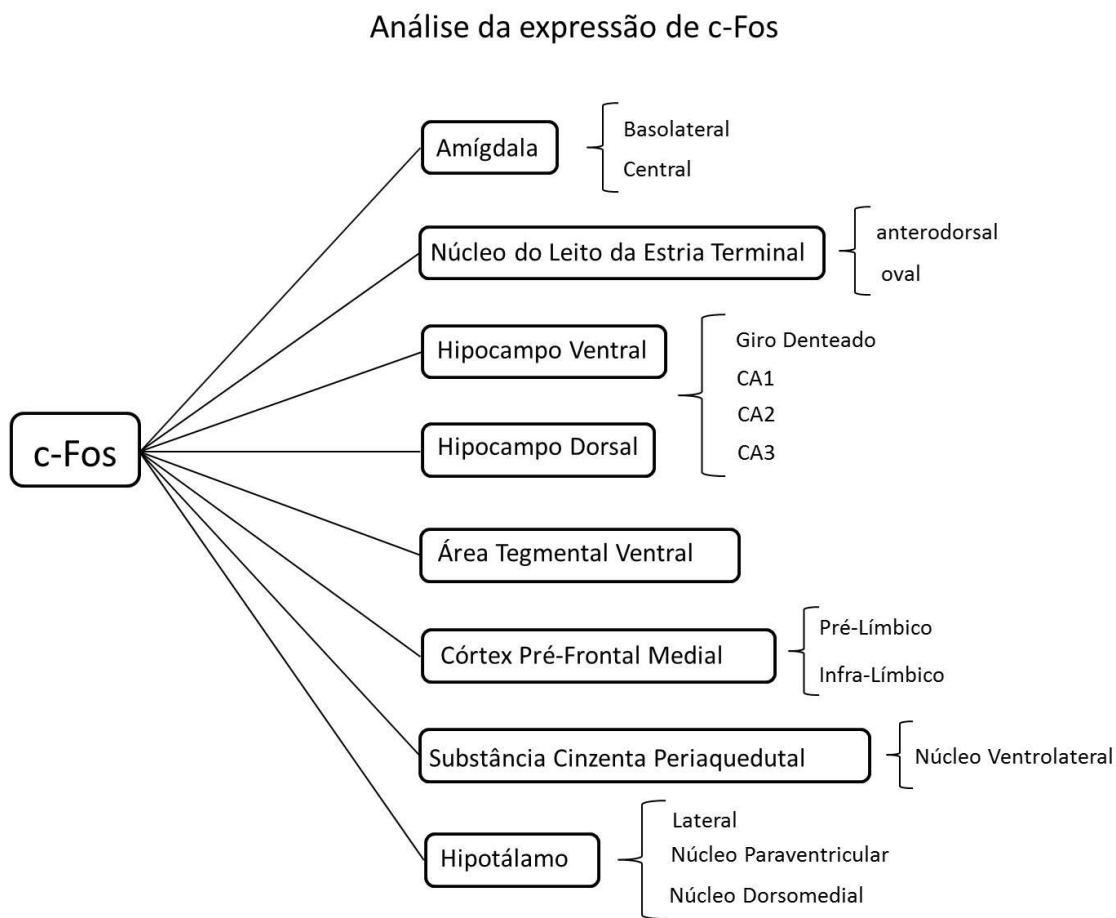 Análise da expressão de c-Fos
c-Fos
Amígdala
Basolateral
Central
Núcleo do Leito da Estria Terminal
anterodorsal
oval
Hipocampo Ventral
Hipocampo Dorsal
Giro Denteado
CA1
CA2
CA3
Área Tegmental Ventral
Córtex Pré-Frontal Medial
Pré-Límbico
Infra-Límbico
Substância Cinzenta Periaquedutal
Núcleo Ventrolateral
Hipotálamo
Lateral
Núcleo Paraventricular
Núcleo Dorsomedial